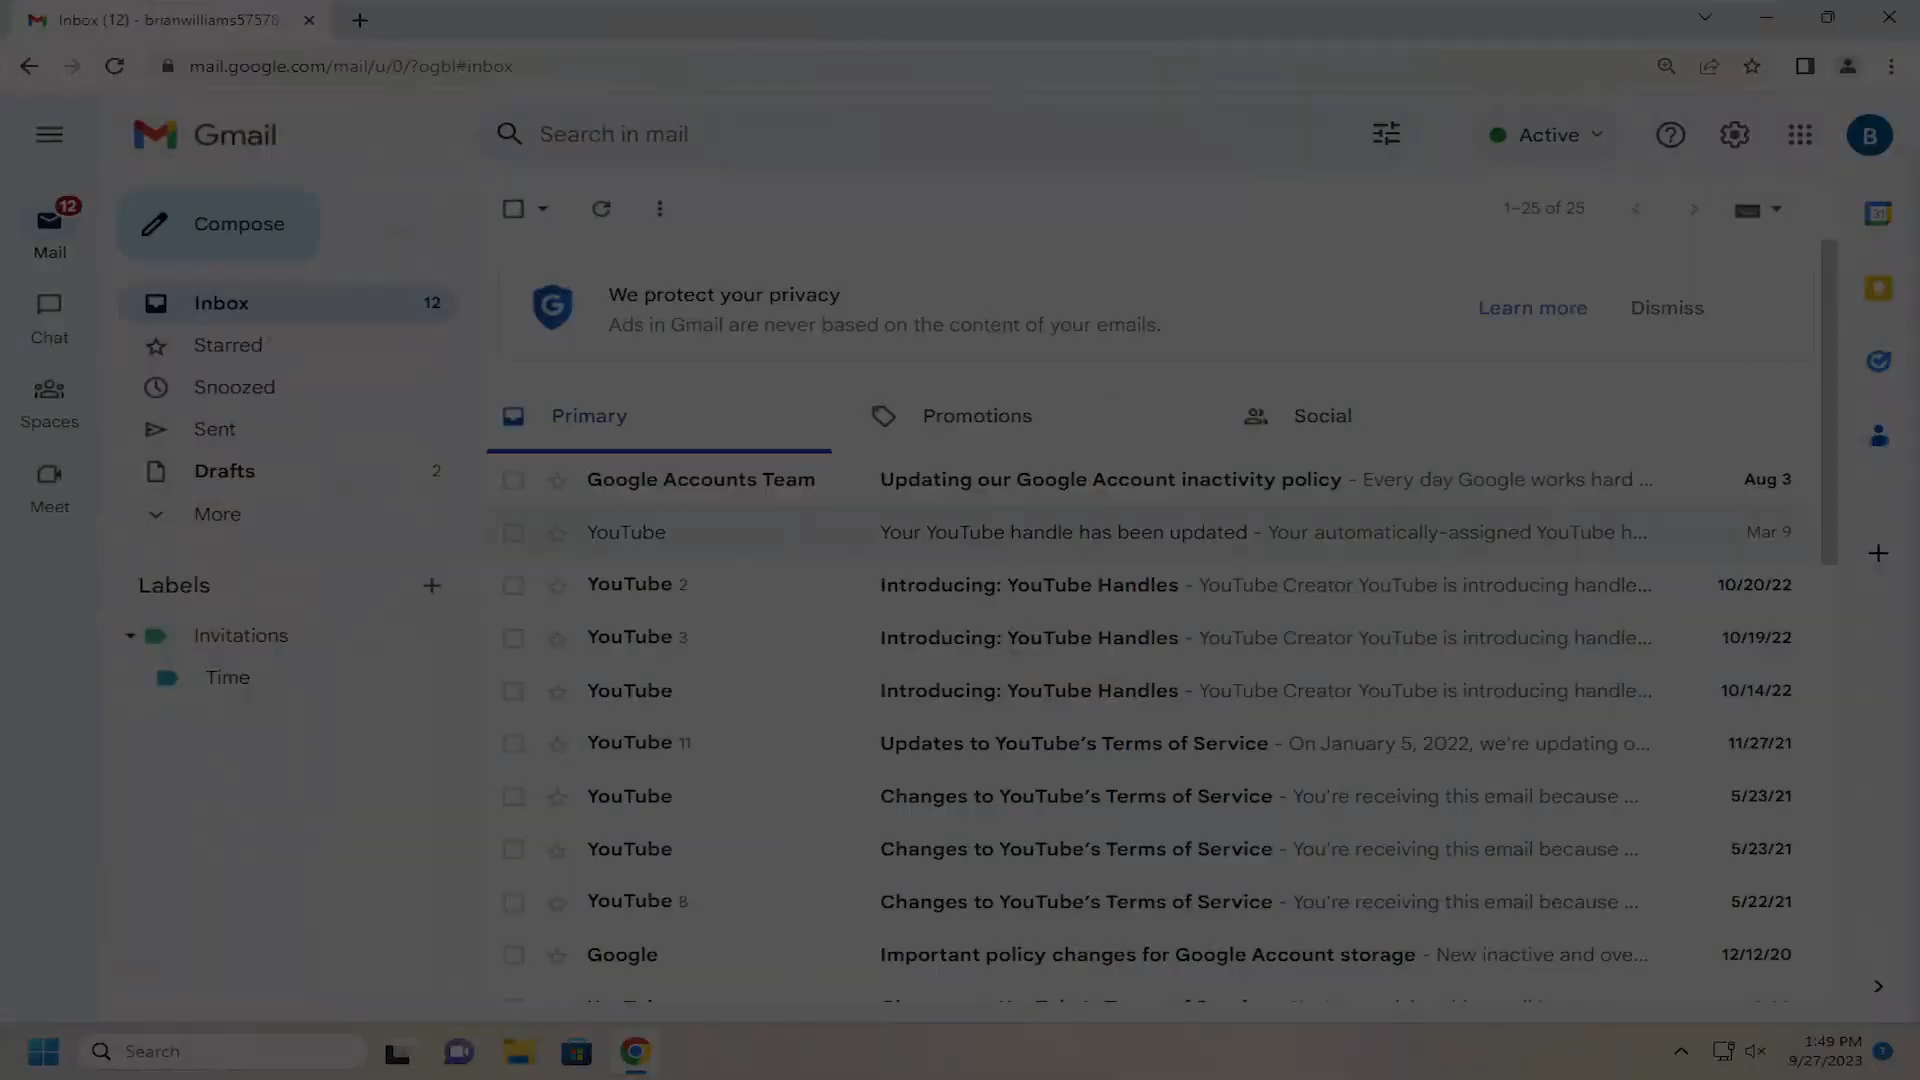 Inbox (12) - brianwilliams57578
mail.google.com/mail/u/0/?ogbl#inbox
Gmail
Search in mail
Active
B
12
Mail
Compose
1–25 of 25
31
Chat
Inbox 12
Starred
Snoozed
Sent
Drafts 2
More
Spaces
Meet
We protect your privacy
Ads in Gmail are never based on the content of your emails.
Learn more
Dismiss
Primary
Promotions
Social
Labels
Invitations
Time
Google Accounts Team Updating our Google Account inactivity policy - Every day Google works hard ... Aug 3
YouTube Your YouTube handle has been updated - Your automatically-assigned YouTube h... Mar 9
YouTube 2 Introducing: YouTube Handles - YouTube Creator YouTube is introducing handle... 10/20/22
YouTube 3 Introducing: YouTube Handles - YouTube Creator YouTube is introducing handle... 10/19/22
YouTube Introducing: YouTube Handles - YouTube Creator YouTube is introducing handle... 10/14/22
YouTube 11 Updates to YouTube's Terms of Service - On January 5, 2022, we're updating o... 11/27/21
YouTube Changes to YouTube's Terms of Service - You're receiving this email because ... 5/23/21
YouTube Changes to YouTube's Terms of Service - You're receiving this email because ... 5/23/21
YouTube 8 Changes to YouTube's Terms of Service - You're receiving this email because ... 5/22/21
Google Important policy changes for Google Account storage - New inactive and ove... 12/12/20
Search
1:49 PM
9/27/2023